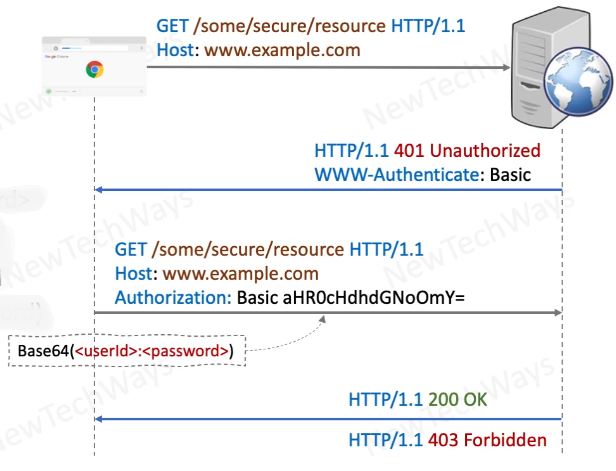 GET /some/secure/resource HTTP/1.1
Host: www.example.com
HTTP/1.1 401 Unauthorized
WWW-Authenticate: Basic
GET /some/secure/resource HTTP/1.1
Host: www.example.com
Authorization: Basic aHR0cHdhdGNoOmY=
Base64(<userId>:<password>)
HTTP/1.1 200 OK
HTTP/1.1 403 Forbidden
NewTechWays
NewTechWays
NewTechWays
NewTechWays
NewTechWays
NewTechWays